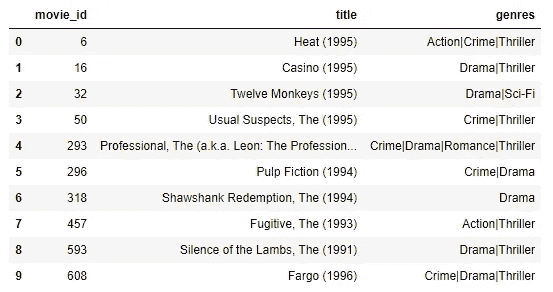 movie_id title genres
0 6 Heat (1995) Action|Crime|Thriller
1 16 Casino (1995) Drama|Thriller
2 32 Twelve Monkeys (1995) Drama|Sci-Fi
3 50 Usual Suspects, The (1995) Crime|Thriller
4 293 Professional, The (a.k.a. Leon: The Profession... Crime|Drama|Romance|Thriller
5 296 Pulp Fiction (1994) Crime|Drama
6 318 Shawshank Redemption, The (1994) Drama
7 457 Fugitive, The (1993) Action|Thriller
8 593 Silence of the Lambs, The (1991) Drama|Thriller
9 608 Fargo (1996) Crime|Drama|Thriller